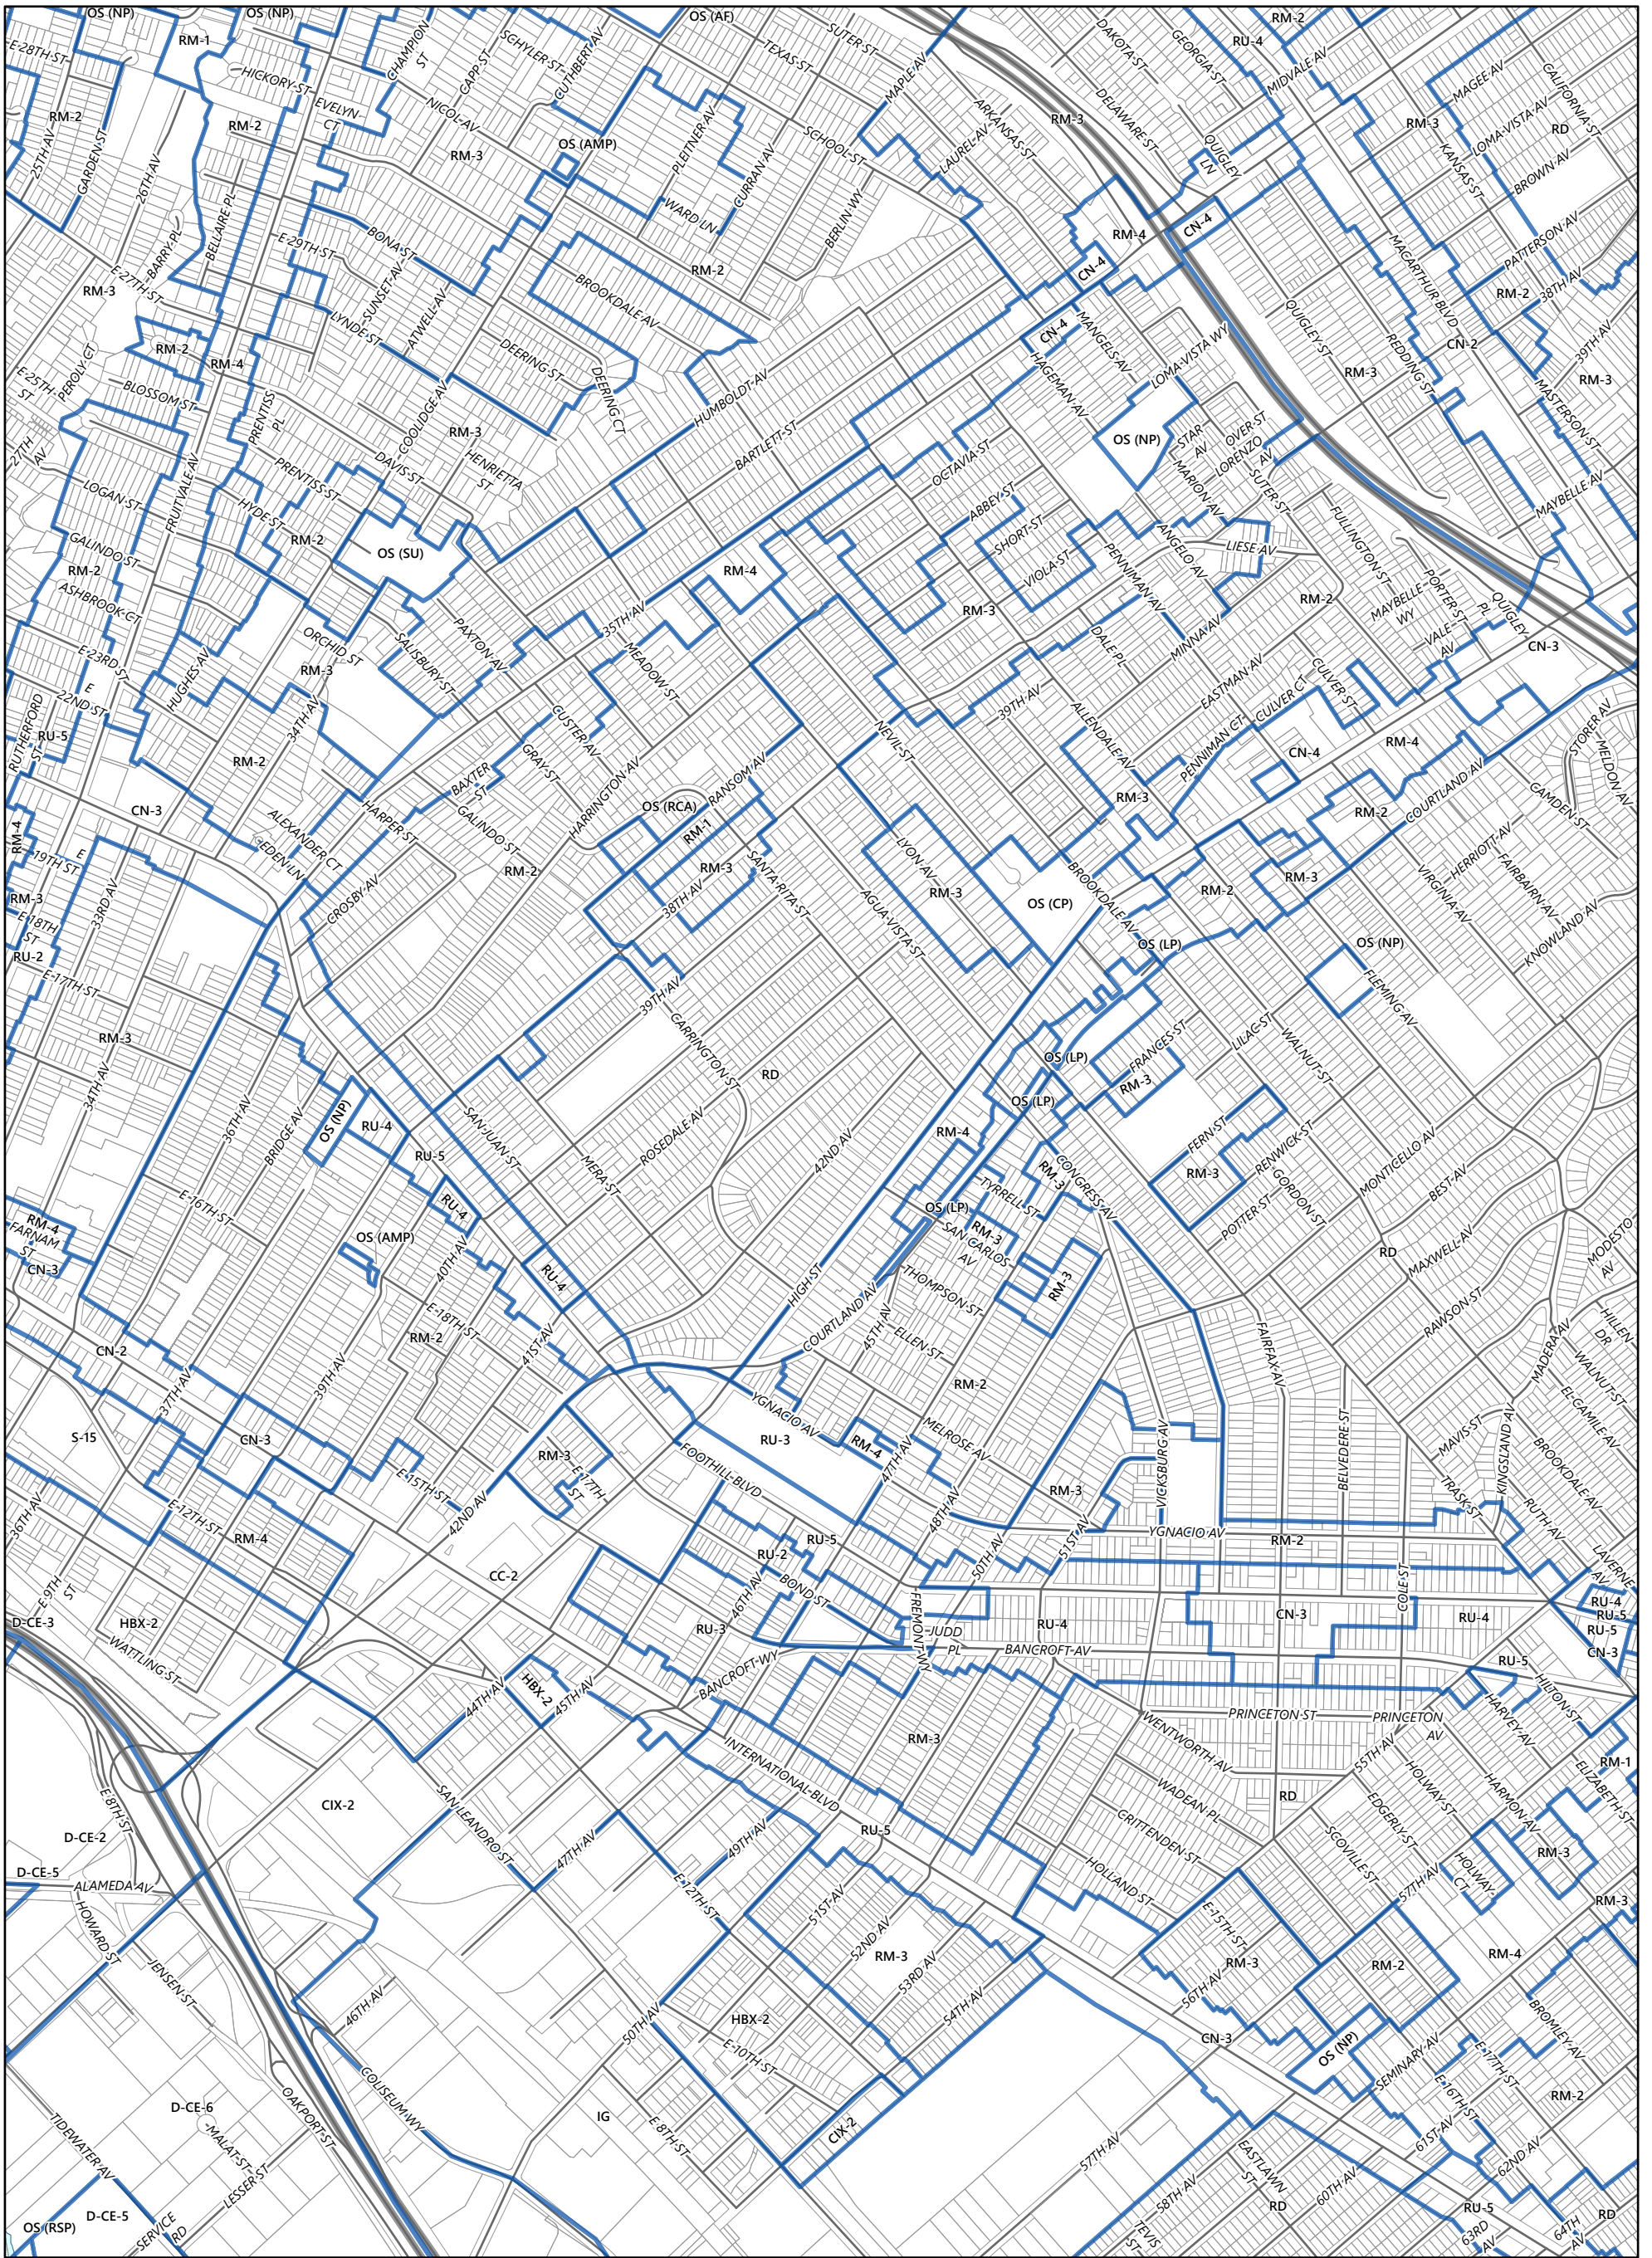 OS (NP)
OS (NP)
OS (AF)
RM-2
RM-1
RU-4
E 28TH ST
HICKORY ST
EVELYN CT
CHAMPION ST
CAPP ST
SCHYLER ST
CUTHBERT AV
TEXAS ST
SUTER ST
MAPLE AV
DAKOTA ST
GEORGIA ST
MIDVALE AV
MAGEE AV
CALIFORNIA ST
RM-2
25TH AV
GARDEN ST
26TH AV
RM-2
NICOL AV
RM-3
OS (AMP)
PLEITNER AV
CURRAN AV
SCHOOL ST
LAUREL AV
ARKANSAS ST
RM-3
DELAWARE ST
QUIGLEY LN
RM-3
KANSAS ST
LOMA VISTA AV
RD
BROWN AV
BELLAIRE PL
BARRY PL
E 27TH ST
E 29TH ST
BONA ST
SUNSET AV
ATWELL AV
WARD LN
BERLIN WY
RM-2
BROOKDALE AV
RM-4
CN-4
CN-4
MACARTHUR BLVD
PATTERSON AV
38TH AV
RM-2
RM-3
RM-2
RM-4
LYNDE ST
DEERING ST
DEERING CT
CN-4
HAGEMAN AV
MANGELS AV
LOMA VISTA WY
QUIGLEY ST
RM-3
REDDING ST
CN-2
39TH AV
RM-3
MASTERSON ST
E 25TH ST
PEROLY CT
BLOSSOM ST
PRENTISS PL
COOLIDGE AV
RM-3
HUMBOLDT AV
BARTLETT ST
OS (NP)
STAR AV
OVER ST
LORENZO AV
SUTER ST
MARION AV
27TH AV
LOGAN ST
FRUITVALE AV
HYDE ST
PRENTISS ST
DAVIS ST
HENRIETTA ST
OCTAVIA ST
ABBEY ST
SHORT ST
VIOLA ST
PENNIMAN AV
ANGELO AV
LIESE AV
FULLINGTON ST
MAYBELLE AV
GALINDO ST
RM-2
RM-2
OS (SU)
RM-4
RM-3
ASHBROOK CT
35TH AV
RM-2
MAYBELLE WY
PORTER ST
QUIGLEY PL
VALE AV
CN-3
E 23RD ST
E 22ND ST
HUGHES AV
ORCHID ST
SALISBURY ST
PAXTON AV
MEADOW ST
DALE PL
MINNA AV
EASTMAN AV
CULVER ST
CULVER CT
RM-3
34TH AV
RUTHERFORD ST
RU-5
RM-2
CUSTER AV
GRAY ST
NEVIL ST
39TH AV
ALLENDALE AV
PENNIMAN CT
CN-4
RM-4
STORER AV
MELDON AV
CN-3
HARPER ST
BAXTER ST
GALINDO ST
HARRINGTON AV
OS (RCA)
RANSOM AV
RM-1
RM-3
RM-2
COURTLAND AV
CAMDEN ST
RM-4
E 19TH ST
33RD AV
ALEXANDER CT
EDEN LN
CROSBY AV
RM-2
RM-3
38TH AV
SANTA RITA ST
LYON AV
RM-3
AGUA VISTA ST
OS (CP)
BROOKDALE AV
RM-2
RM-3
VIRGINIA AV
HERRIOTT AV
FAIRBAIRN AV
KNOWLAND AV
RM-3
E 18TH ST
RU-2
E 17TH ST
OS (LP)
OS (NP)
FLEMING AV
RM-3
34TH AV
36TH AV
39TH AV
CARRINGTON ST
RD
OS (LP)
FRANCES ST
LILAC ST
WALNUT ST
RM-3
OS (LP)
BRIDGE AV
OS (NP)
RU-4
RU-5
SAN JUAN ST
MERA ST
ROSEDALE AV
42ND AV
RM-4
RM-3
CONGRESS AV
FERN ST
RM-3
RENWICK ST
GORDON ST
MONTICELLO AV
E 16TH ST
RU-4
OS (LP)
TYRRELL ST
RM-3
SAN CARLOS AV
POTTER ST
BEST AV
RD
MAXWELL AV
MODESTO AV
RM-4
FARNAM ST
CN-3
OS (AMP)
40TH AV
RU-4
HIGH ST
THOMPSON ST
RM-3
RAWSON ST
HILLEN DR
E 18TH ST
RM-2
41ST AV
COURTLAND AV
45TH AV
ELLEN ST
FAIRFAX AV
MADERA AV
WALNUT ST
CN-2
37TH AV
39TH AV
RM-2
YGNACIO AV
EL CAMILLE AV
S-15
CN-3
RU-3
RM-4
47TH AV
MELROSE AV
VICKSBURG AV
BELVEDERE ST
MAVIS ST
KINGSLAND AV
BROOKDALE AV
RM-3
E 17TH ST
FOOTHILL BLVD
RM-3
TRASK ST
E 15TH ST
42ND AV
48TH AV
36TH AV
E 12TH ST
RM-4
RU-5
50TH AV
51ST AV
YGNACIO AV
RM-2
RUTH AV
LAVERNE AV
E 9TH ST
CC-2
RU-2
46TH AV
BOND ST
FREMONT WY
COLE ST
RU-4
RU-5
RU-5
CN-3
D-CE-3
HBX-2
WATTLING ST
RU-3
JUDD PL
RU-4
BANCROFT AV
CN-3
RU-4
RU-5
44TH AV
HBX-2
45TH AV
BANCROFT WY
HILTON ST
PRINCETON ST
PRINCETON AV
HARVEY AV
RM-3
INTERNATIONAL BLVD
WENTWORTH AV
55TH AV
RM-1
ELIZABETH ST
E 8TH ST
CIX-2
SAN LEANDRO ST
WADEAN PL
RD
HOLWAY ST
HARMON AV
D-CE-2
RU-5
CRITTENDEN ST
EDGERLY ST
SCOVILLE ST
RM-3
D-CE-5
ALAMEDA AV
47TH AV
49TH AV
E 12TH ST
HOLLAND ST
57TH AV
HOLWAY CT
HOWARD ST
51ST AV
52ND AV
RM-3
E 15TH ST
RM-3
RM-3
RM-4
JENSEN ST
46TH AV
53RD AV
54TH AV
56TH AV
RM-2
50TH AV
HBX-2
E 10TH ST
CN-3
OS (NP)
SEMINARY AV
BROMLEY AV
E 17TH ST
E 16TH ST
COLISEUM WY
OAKPORT ST
D-CE-6
MALAT ST
TIDEWATER AV
IG
E 8TH ST
CIX-2
RM-2
61ST AV
62ND AV
57TH AV
EASTLAWN ST
LESSER ST
58TH AV
60TH AV
RD
RU-5
RD
OS (RSP)
D-CE-5
SERVICE RD
TEVIS ST
63RD AV
64TH AV